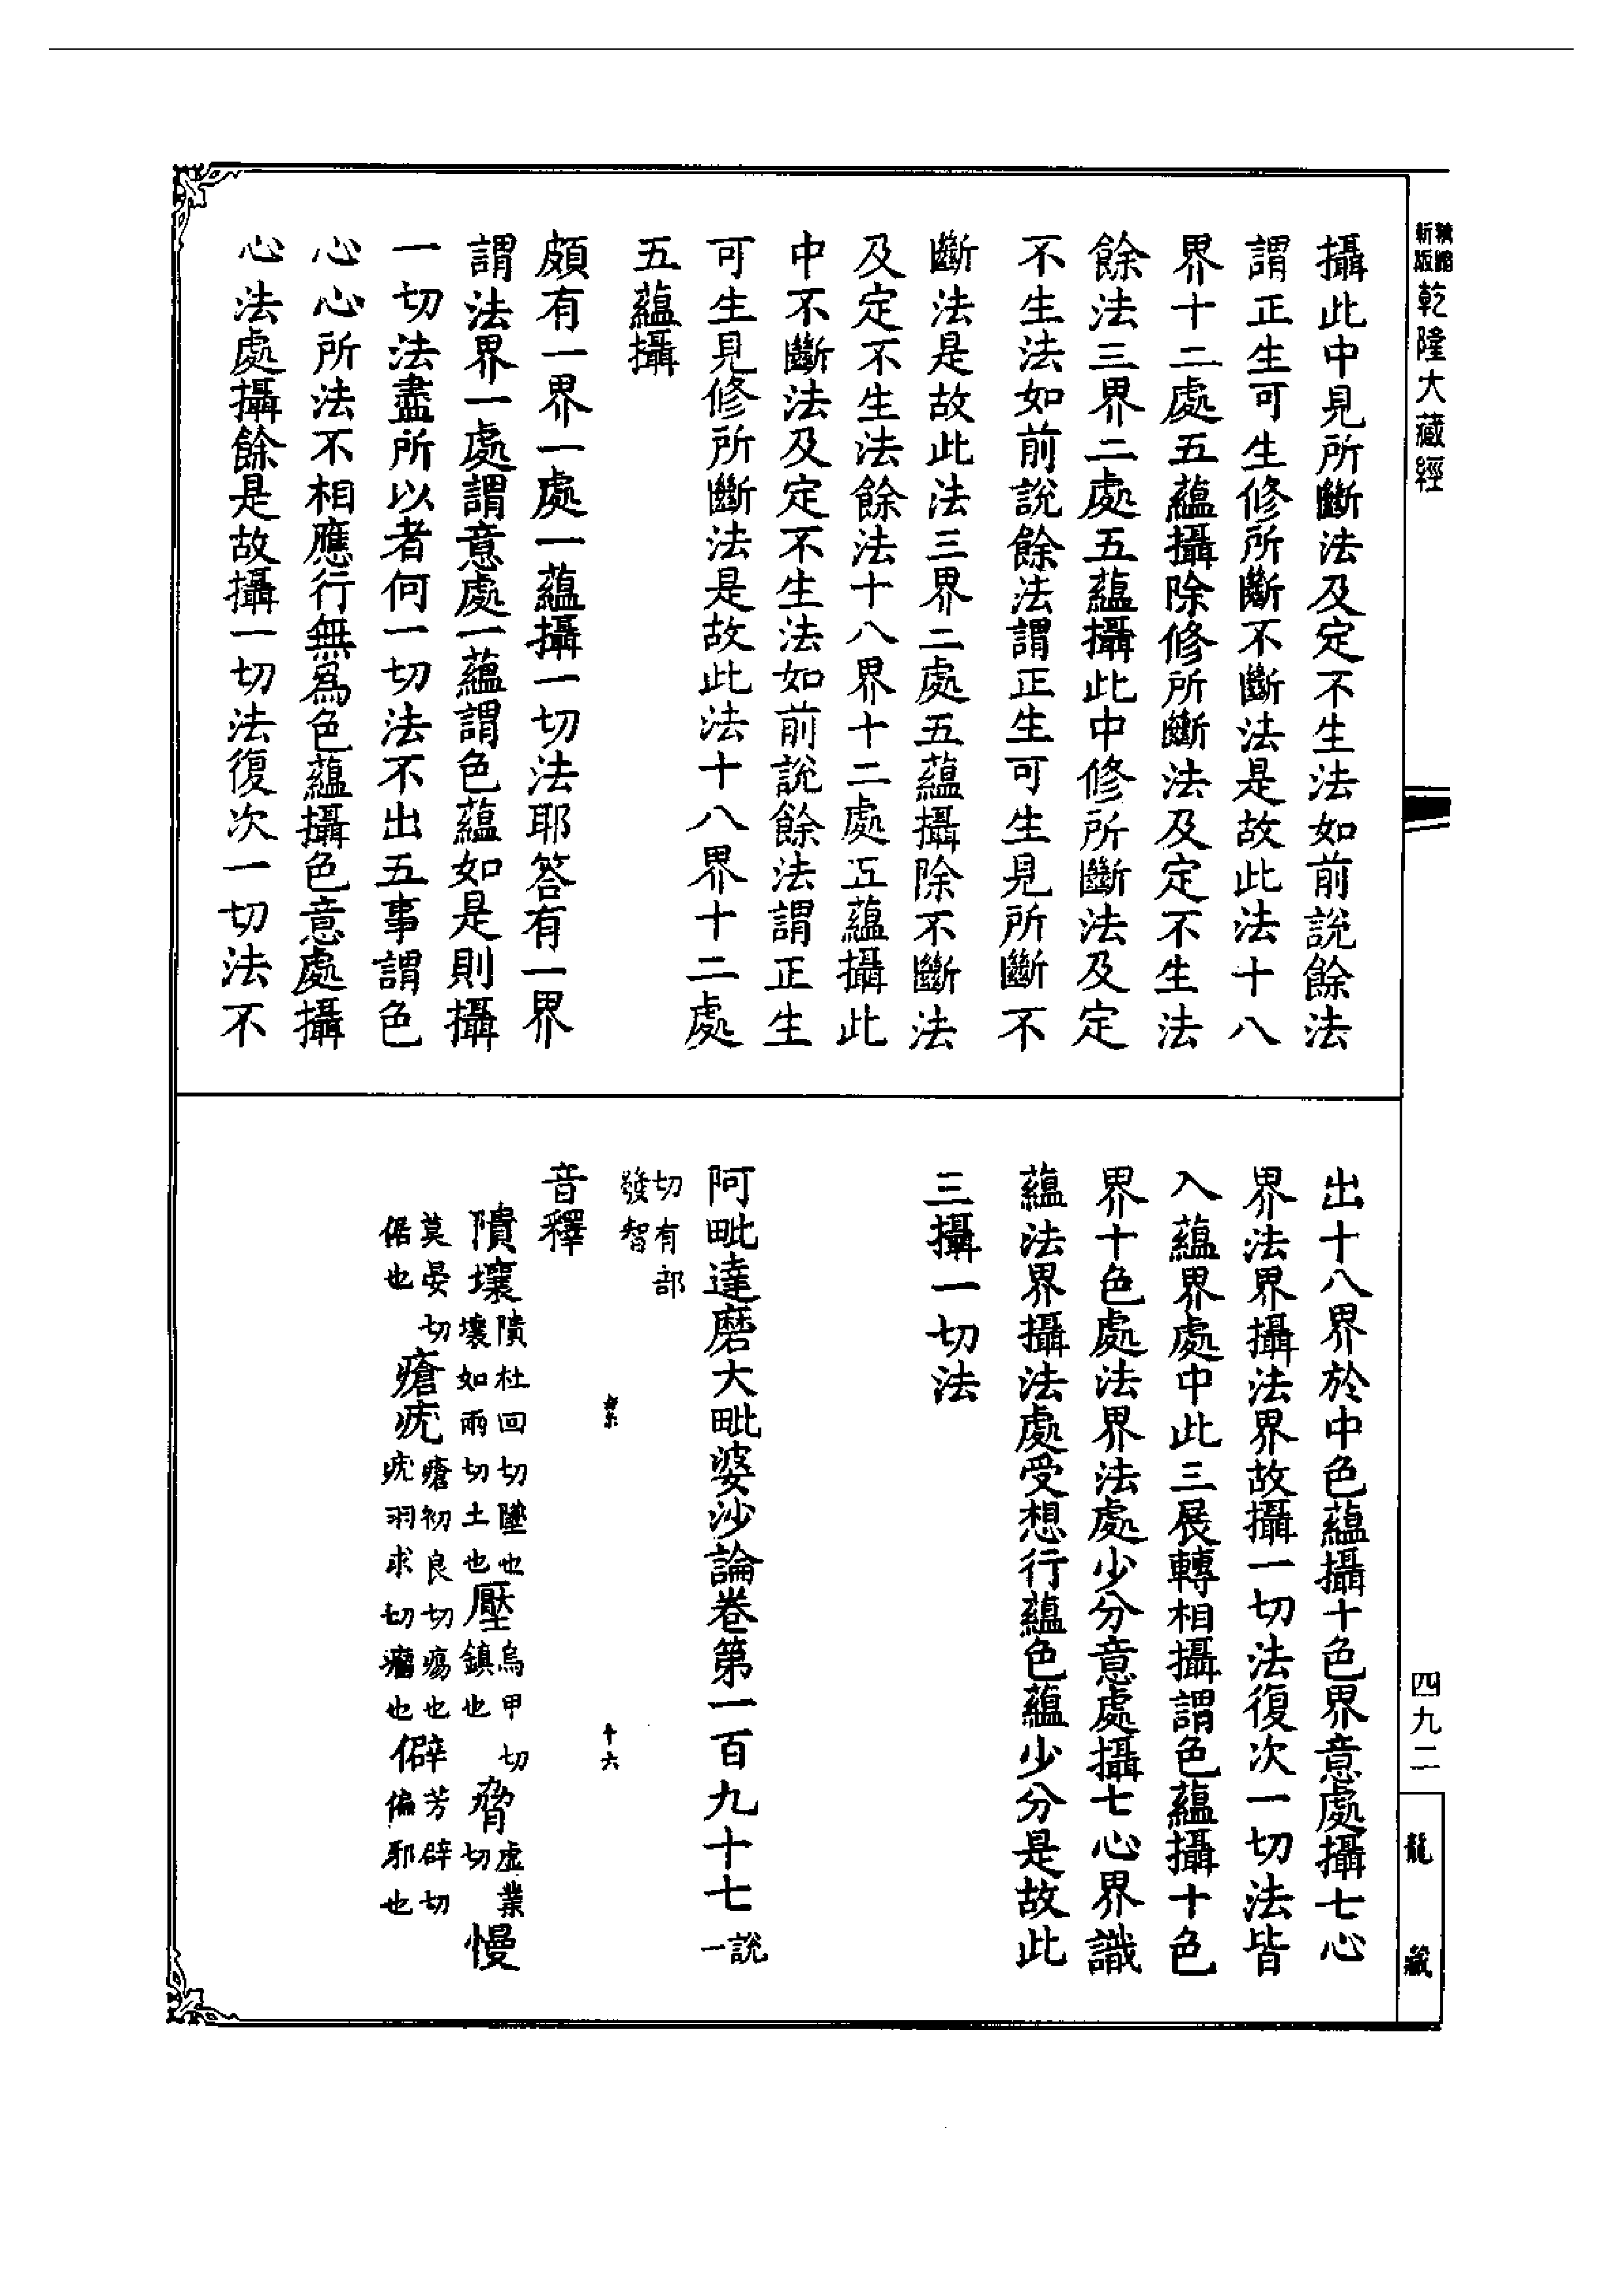 精縮
新版
乾隆大藏經
攝此中見所斷法及定不生法如前說餘法
謂正生可生修所斷不斷法是故此法十八
界十二處五蘊攝除修所斷法及定不生法
餘法三界二處五蘊攝此中修所斷法及定
不生法如前說餘法謂正生可生見所斷不
斷法是故此法三界二處五蘊攝除不斷法
及定不生法餘法十八界十二處五蘊攝此
中不斷法及定不生法如前說餘法謂正生
可生見修所斷法是故此法十八界十二處
五蘊攝
頗有一界一處一蘊攝一切法耶答有一界
謂法界一處謂意處一蘊謂色蘊如是則攝
一切法盡所以者何一切法不出五事謂色
心心所法不相應行無為色蘊攝色意處攝
心法處攝餘是故攝一切法復次一切法不
出十八界於中色蘊攝十色界意處攝七心
界法界攝法界故攝一切法復次一切法皆
入蘊界處中此三展轉相攝謂色蘊攝十色
界十色處法界法處少分意處攝七心界識
蘊法界攝法處受想行蘊色蘊少分是故此
三攝一切法
阿毗達磨大毗婆沙論卷第一百九十七 說一
切有部
發智
十六
音釋
隤壞 隤杜回切墜也
壞如兩切土也 壓 烏甲切
鎮也 脅 虛業
切 慢
莫晏切
倨也 瘡疣 瘡初良切瘍也
疣羽求切瘤也 僻 芳辟切
偏邪也
四九二
龍藏